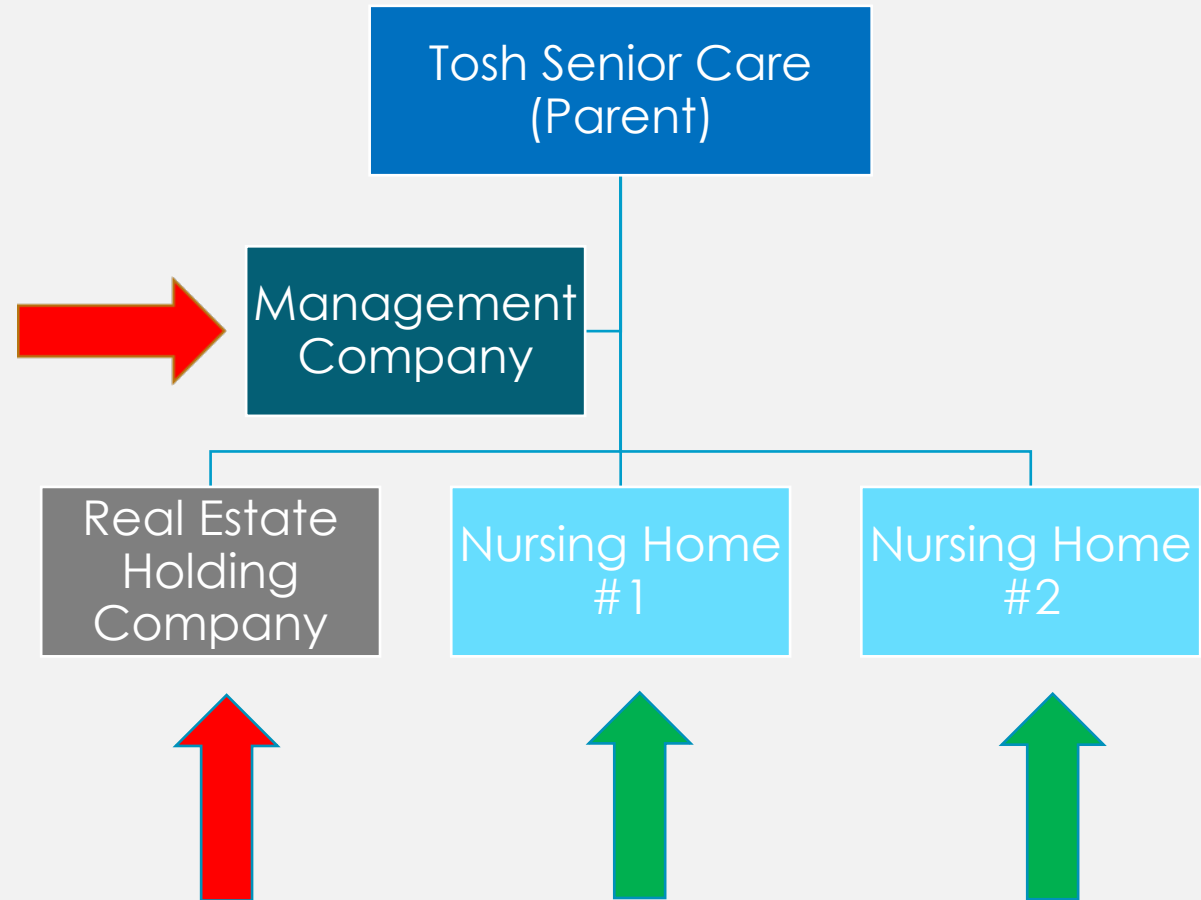 Tosh Senior Care
(Parent)
Management
Company
Real Estate
Holding
Company
Nursing Home
#1
Nursing Home
#2